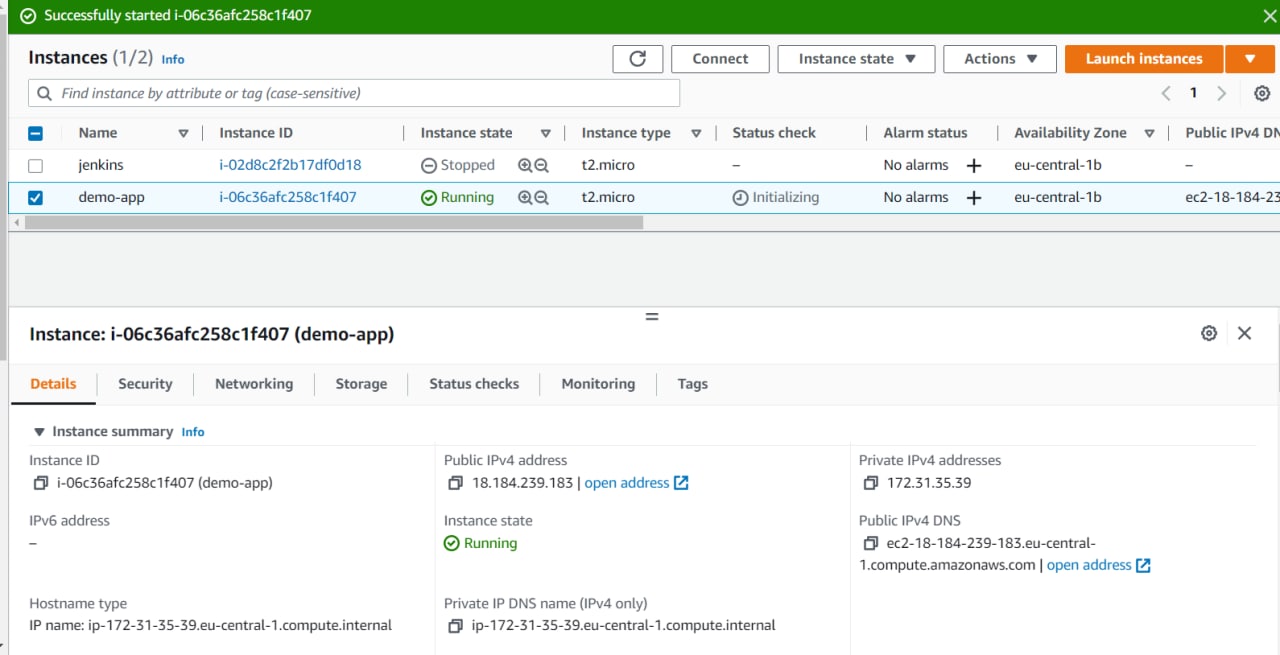 Successfully started i-06c36afc258c1f407
Instances (1/2) Info
Connect
Instance state
Actions
Launch instances
Find instance by attribute or tag (case-sensitive)
1
Name Instance ID Instance state Instance type Status check Alarm status Availability Zone Public IPv4 DN
jenkins i-02d8c2f2b17df0d18 Stopped t2.micro – No alarms + eu-central-1b –
demo-app i-06c36afc258c1f407 Running t2.micro Initializing No alarms + eu-central-1b ec2-18-184-23
Instance: i-06c36afc258c1f407 (demo-app)
Details Security Networking Storage Status checks Monitoring Tags
Instance summary Info
Instance ID
i-06c36afc258c1f407 (demo-app)
Public IPv4 address
18.184.239.183 | open address
Private IPv4 addresses
172.31.35.39
IPv6 address
–
Instance state
Running
Public IPv4 DNS
ec2-18-184-239-183.eu-central-
1.compute.amazonaws.com | open address
Hostname type
IP name: ip-172-31-35-39.eu-central-1.compute.internal
Private IP DNS name (IPv4 only)
ip-172-31-35-39.eu-central-1.compute.internal